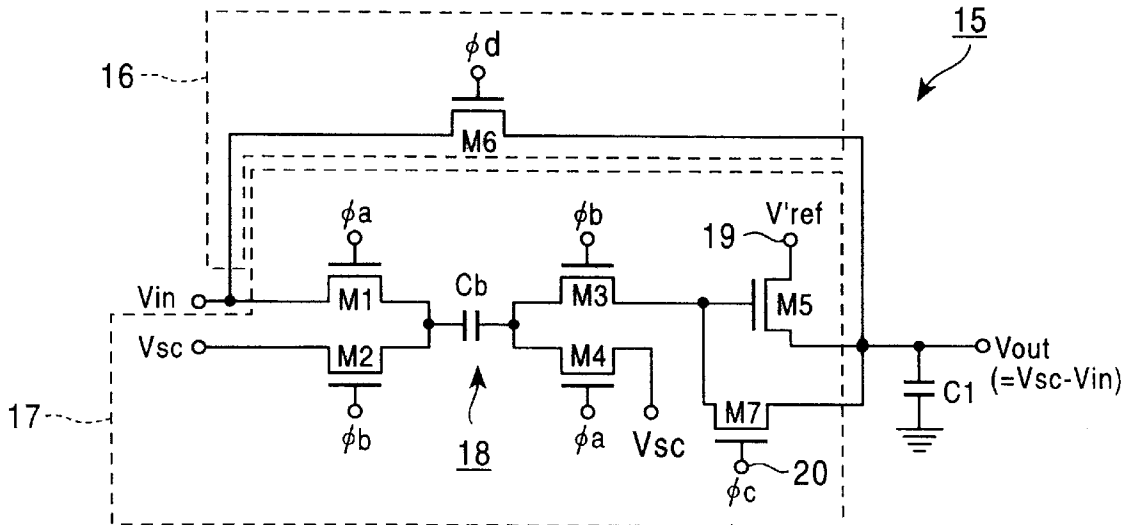 15
16
ϕd
M6
ϕa
ϕb
V'ref
19
Vin
M1
Cb
M3
M5
Vsc
M2
M4
Vout
(=Vsc-Vin)
C1
17
M7
ϕb
18
ϕa
Vsc
20
ϕc